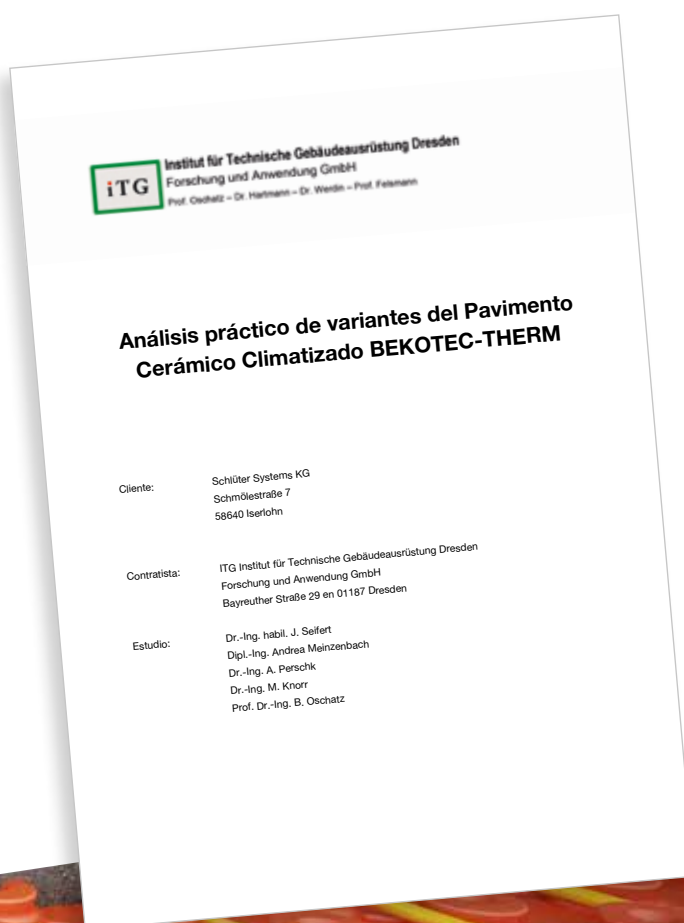 iTG
Institut für Technische Gebäudeausrüstung Dresden
Forschung und Anwendung GmbH
Prof. Oschatz – Dr. Hartmann – Dr. Werdin – Prof. Felsmann
Análisis práctico de variantes del Pavimento
Cerámico Climatizado BEKOTEC-THERM
Cliente: Schlüter Systems KG
Schmölestraße 7
58640 Iserlohn
Contratista: ITG Institut für Technische Gebäudeausrüstung Dresden
Forschung und Anwendung GmbH
Bayreuther Straße 29 en 01187 Dresden
Estudio: Dr.-Ing. habil. J. Seifert
Dipl.-Ing. Andrea Meinzenbach
Dr.-Ing. A. Perschk
Dr.-Ing. M. Knorr
Prof. Dr.-Ing. B. Oschatz